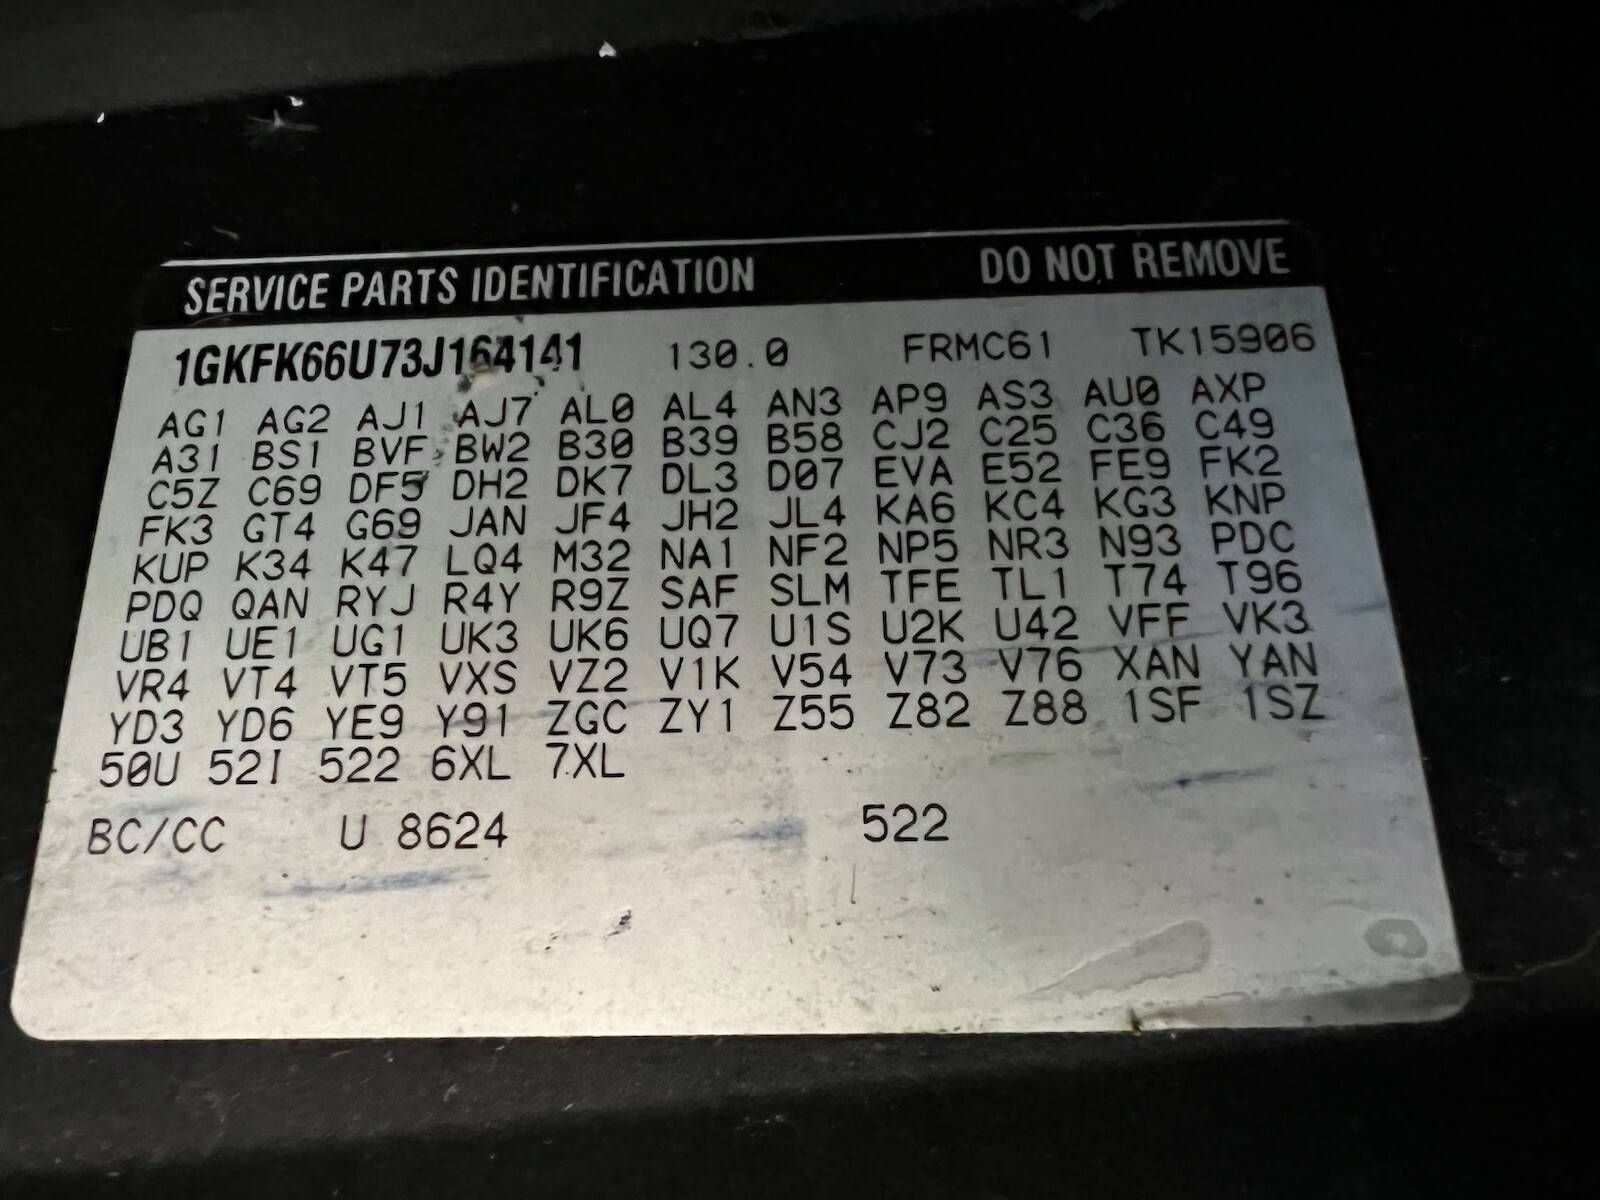 SERVICE PARTS IDENTIFICATION DO NOT REMOVE
1GKFK66U73J164141 130.0 FRMC61 TK15906
AG1 AG2 AJ1 AJ7 AL0 AL4 AN3 AP9 AS3 AU0 AXP
A31 BS1 BVF BW2 B30 B39 B58 CJ2 C25 C36 C49
C5Z C69 DF5 DH2 DK7 DL3 D07 EVA E52 FE9 FK2
FK3 GT4 G69 JAN JF4 JH2 JL4 KA6 KC4 KG3 KNP
KUP K34 K47 LQ4 M32 NA1 NF2 NP5 NR3 N93 PDC
PDQ QAN RYJ R4Y R9Z SAF SLM TFE TL1 T74 T96
UB1 UE1 UG1 UK3 UK6 UQ7 U1S U2K U42 VFF VK3
VR4 VT4 VT5 VXS VZ2 V1K V54 V73 V76 XAN YAN
YD3 YD6 YE9 Y91 ZGC ZY1 Z55 Z82 Z88 1SF 1SZ
50U 52I 522 6XL 7XL
BC/CC U 8624 522